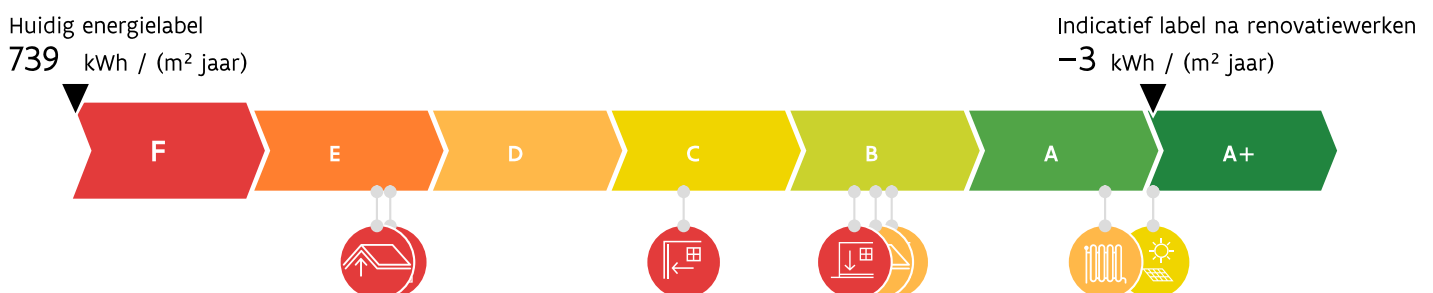 Huidig energielabel
739 kWh / (m² jaar)
Indicatief label na renovatiewerken
−3 kWh / (m² jaar)
F E D C B A A+